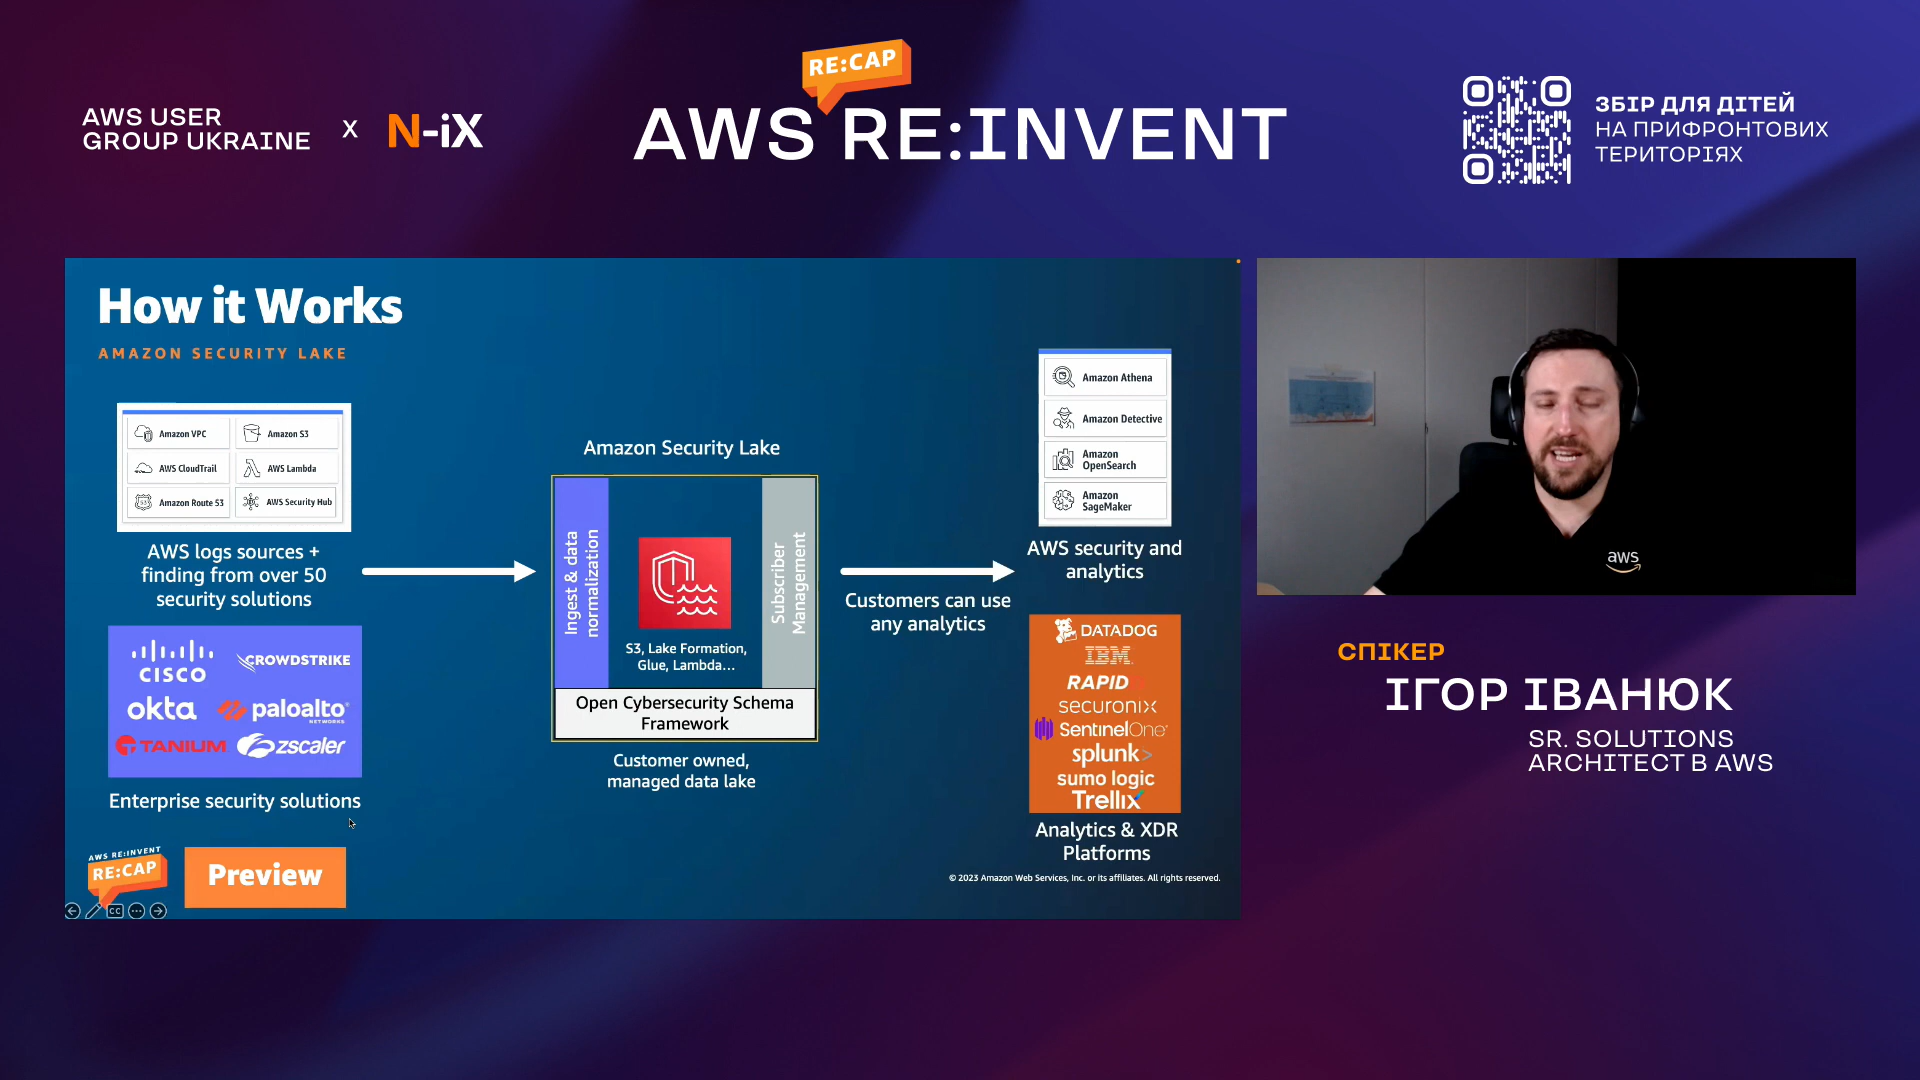 AWS USER
GROUP UKRAINE
X
N-iX
RE:CAP
AWS RE:INVENT
ЗБІР ДЛЯ ДІТЕЙ
НА ПРИФРОНТОВИХ
ТЕРИТОРІЯХ
How it Works
AMAZON SECURITY LAKE
Amazon VPC
Amazon S3
AWS CloudTrail
AWS Lambda
Amazon Route 53
AWS Security Hub
AWS logs sources +
finding from over 50
security solutions
CISCO
CROWDSTRIKE
okta
paloalto
NETWORKS
TANIUM
zscaler
Enterprise security solutions
AWS RE:INVENT
RE:CAP
Preview
CC
Amazon Security Lake
Ingest & data
normalization
S3, Lake Formation,
Glue, Lambda...
Subscriber
Management
Open Cybersecurity Schema
Framework
Customer owned,
managed data lake
Customers can use
any analytics
Amazon Athena
Amazon Detective
Amazon
OpenSearch
Amazon
SageMaker
AWS security and
analytics
DATADOG
IBM
RAPID
securonix
SentinelOne
splunk>
sumo logic
Trellix
Analytics & XDR
Platforms
© 2023 Amazon Web Services, Inc. or its affiliates. All rights reserved.
aws
СПІКЕР
ІГОР ІВАНЮК
SR. SOLUTIONS
ARCHITECT В AWS